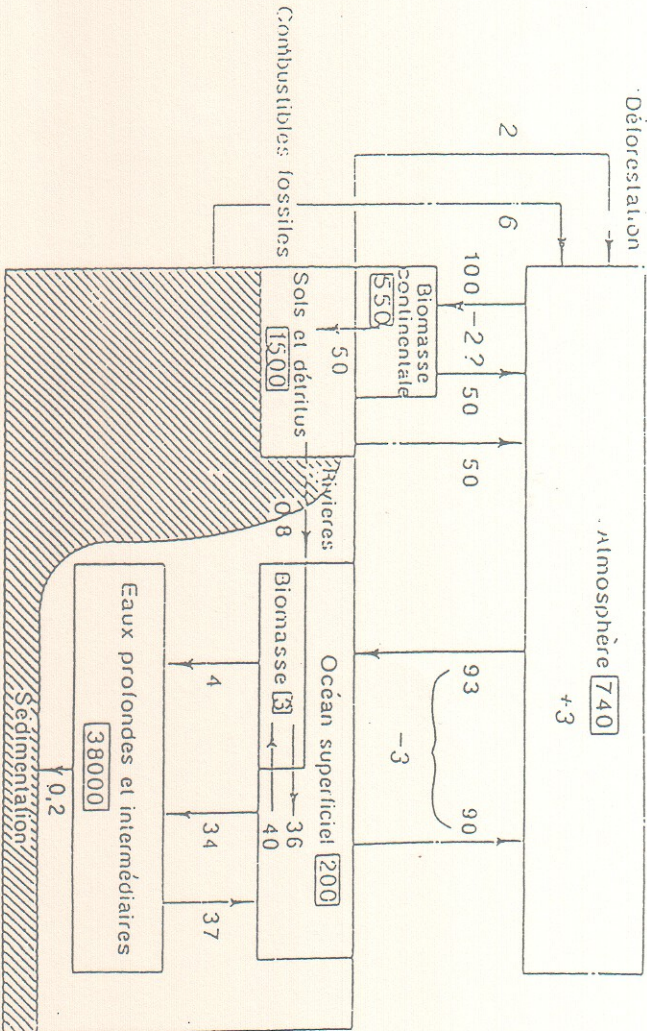 Déforestation
2
6
Combustibles fossiles
Atmosphère 740
+3
100
-2?
50
50
93
90
-3
Biomasse
continentale
550
50
Sols et détritus
1500
Rivières
0,8
Océan superficiel 200
Biomasse 3
36
40
4
34
37
Eaux profondes et intermédiaires
38000
0,2
Sédimentation